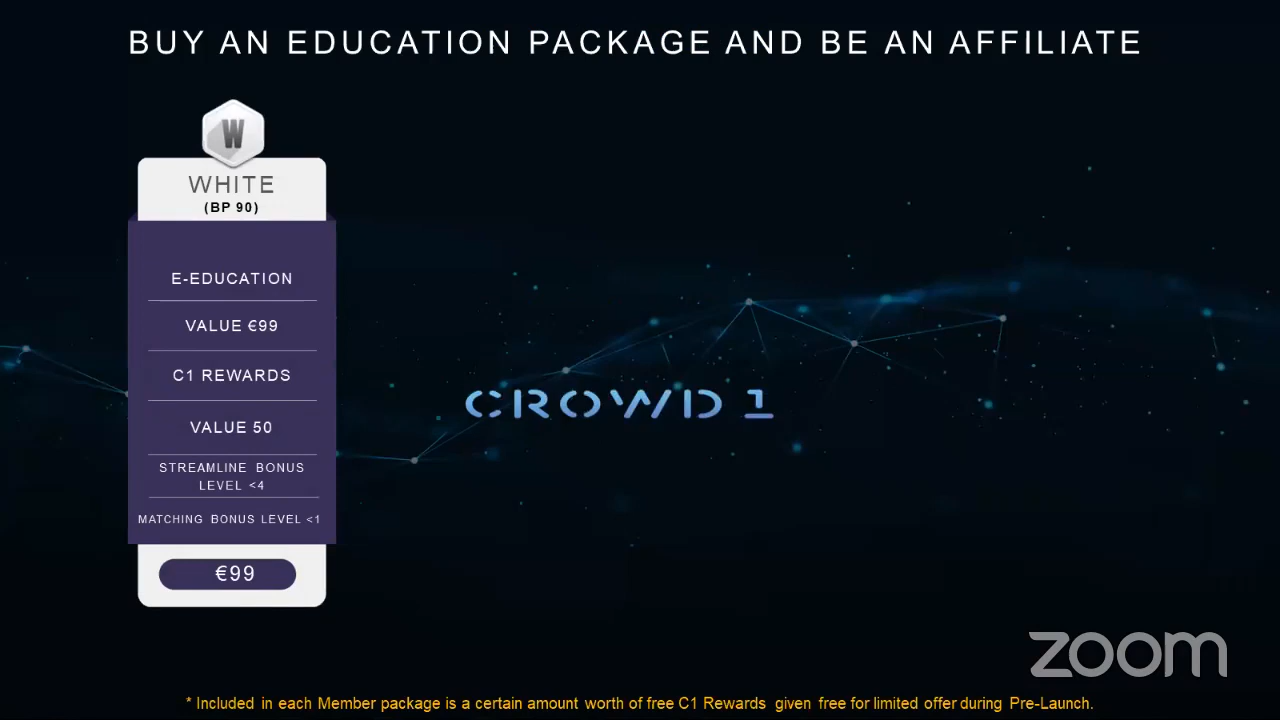 BUY AN EDUCATION PACKAGE AND BE AN AFFILIATE
W
WHITE
(BP 90)
E-EDUCATION
VALUE €99
C1 REWARDS
VALUE 50
STREAMLINE BONUS
LEVEL <4
MATCHING BONUS LEVEL <1
€99
CROWD 1
zoom
* Included in each Member package is a certain amount worth of free C1 Rewards given free for limited offer during Pre-Launch.